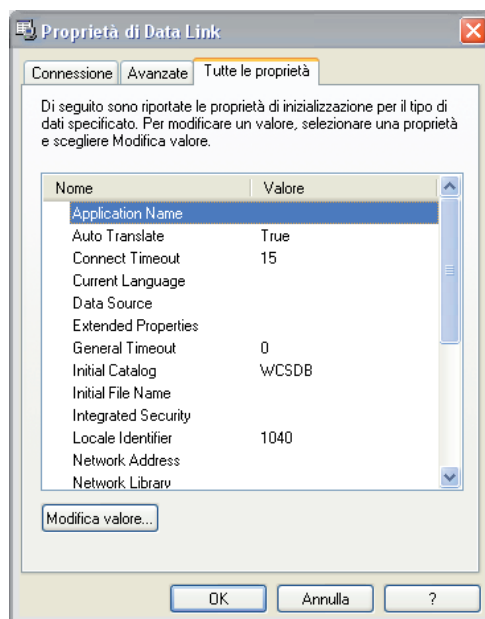 Proprietà di Data Link
Connessione Avanzate Tutte le proprietà
Di seguito sono riportate le proprietà di inizializzazione per il tipo di
dati specificato. Per modificare un valore, selezionare una proprietà
e scegliere Modifica valore.
Nome Valore
Application Name
Auto Translate True
Connect Timeout 15
Current Language
Data Source
Extended Properties
General Timeout 0
Initial Catalog WCSDB
Initial File Name
Integrated Security
Locale Identifier 1040
Network Address
Network Library
Modifica valore...
OK Annulla ?